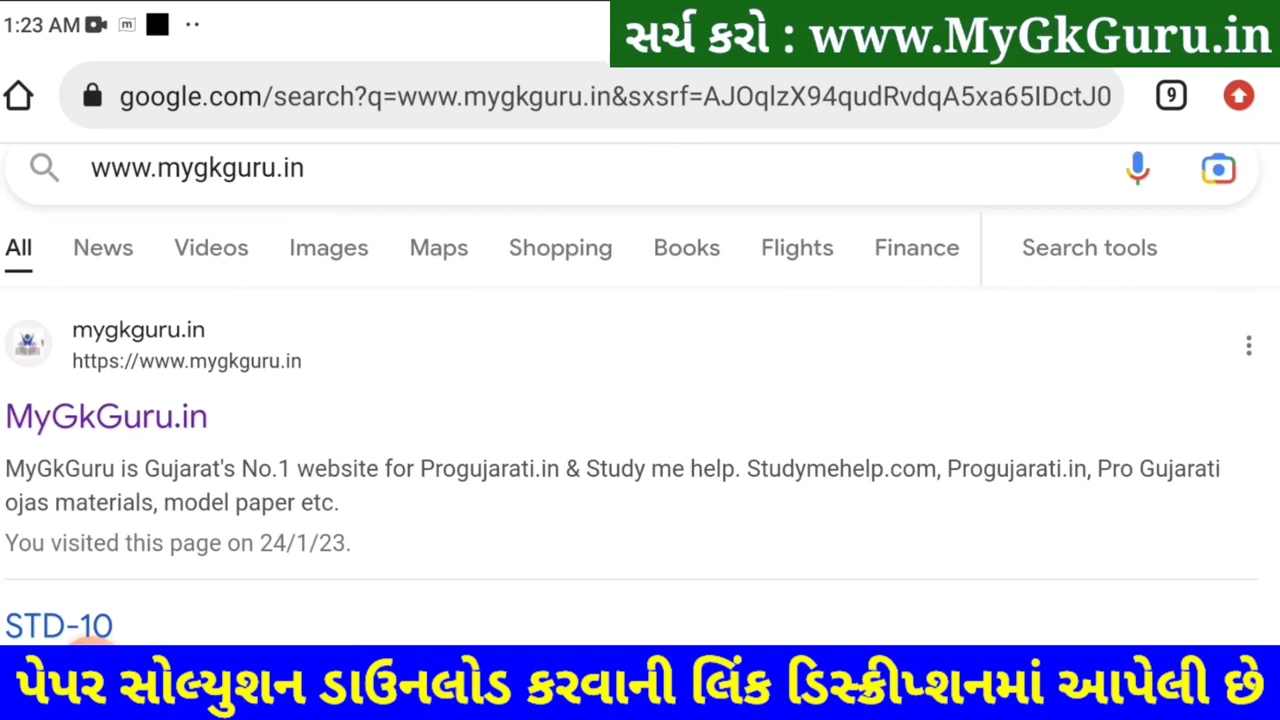 1:23 AM
સર્ચ કરો : www.MyGkGuru.in
google.com/search?q=www.mygkguru.in&sxsrf=AJOqlzX94qudRvdqA5xa65IDctJ0
9
www.mygkguru.in
All News Videos Images Maps Shopping Books Flights Finance Search tools
mygkguru.in
https://www.mygkguru.in
MyGkGuru.in
MyGkGuru is Gujarat's No.1 website for Progujarati.in & Study me help. Studymehelp.com, Progujarati.in, Pro Gujarati
ojas materials, model paper etc.
You visited this page on 24/1/23.
STD-10
પેપર સોલ્યુશન ડાઉનલોડ કરવાની લિંક ડિસ્ક્રીપ્શનમાં આપેલી છે